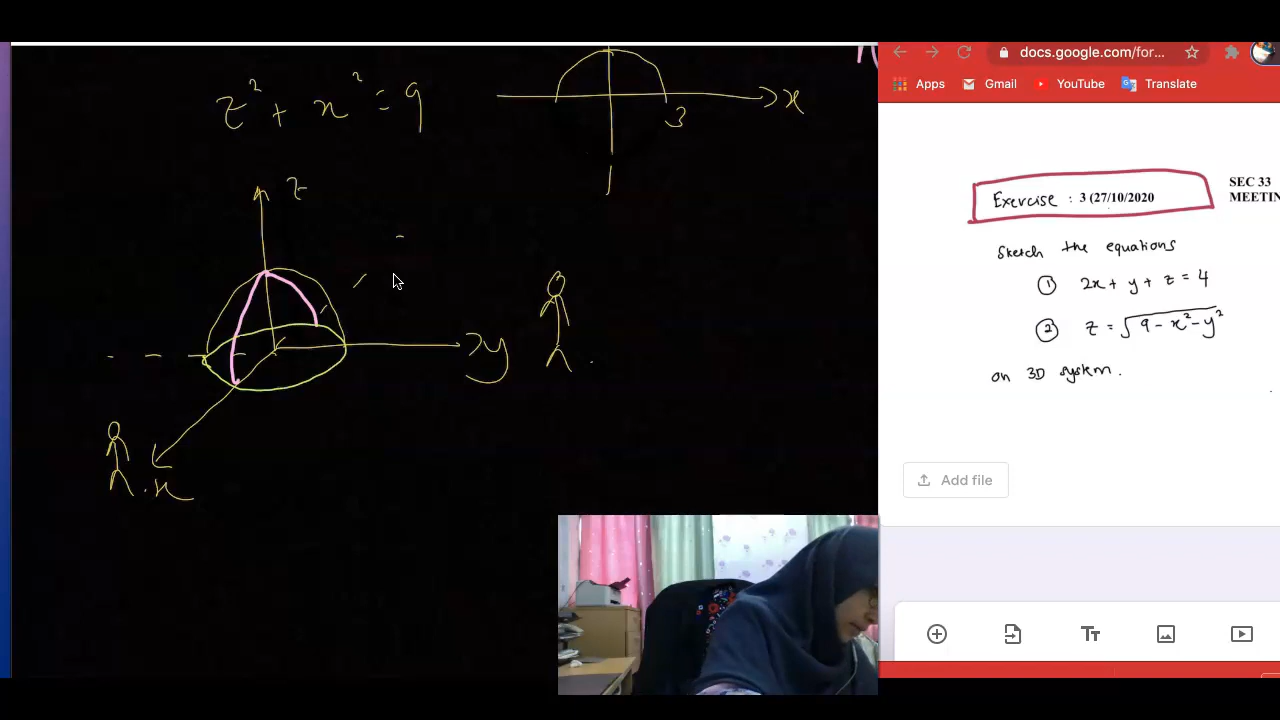 z² + x² = 9
x
3
z
y
x
docs.google.com/for...
Apps Gmail YouTube Translate
Exercise : 3 (27/10/2020
SEC 33
MEETIN
Sketch the equations
① 2x + y + z = 4
② z = √9 - x² - y²
on 3D system.
Add file
Tт